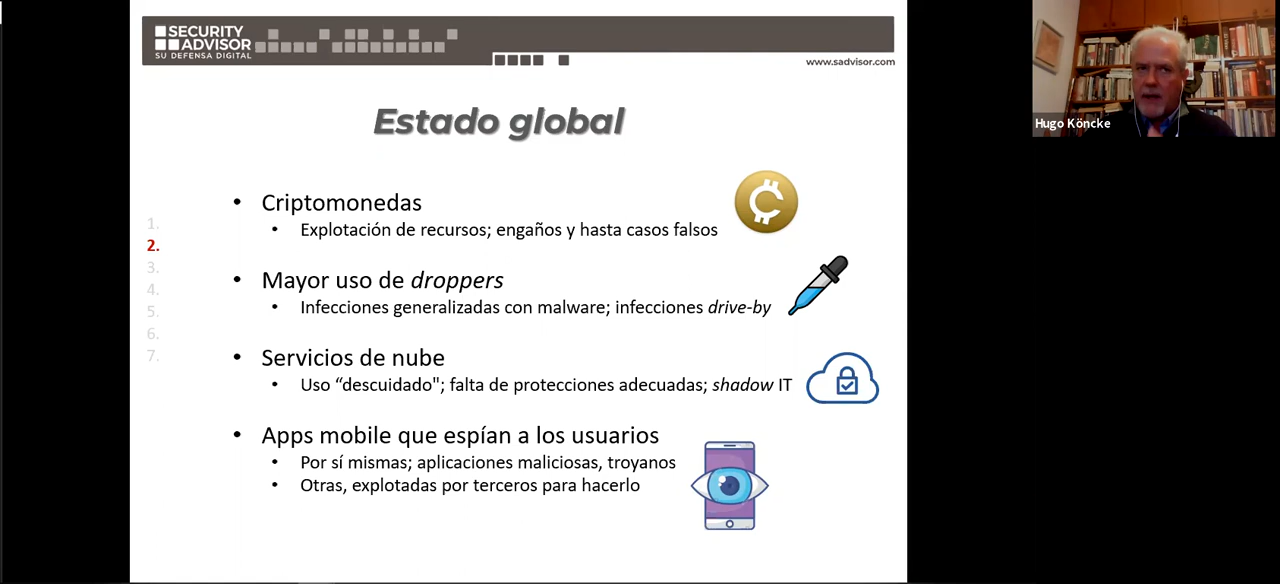 SECURITY
ADVISOR
SU DEFENSA DIGITAL
www.sadvisor.com
Hugo Köncke
Estado global
1.
2.
3.
4.
5.
6.
7.
• Criptomonedas
• Explotación de recursos; engaños y hasta casos falsos
• Mayor uso de droppers
• Infecciones generalizadas con malware; infecciones drive-by
• Servicios de nube
• Uso “descuidado"; falta de protecciones adecuadas; shadow IT
• Apps mobile que espían a los usuarios
• Por sí mismas; aplicaciones maliciosas, troyanos
• Otras, explotadas por terceros para hacerlo